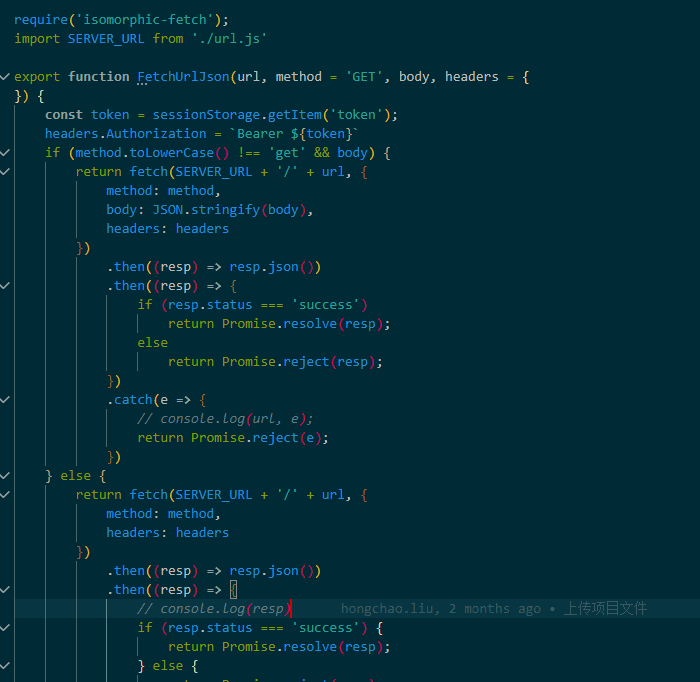 require('isomorphic-fetch');
import SERVER_URL from './url.js'
export function FetchUrlJson(url, method = 'GET', body, headers = {
}) {
const token = sessionStorage.getItem('token');
headers.Authorization = `Bearer ${token}`
if (method.toLowerCase() !== 'get' && body) {
return fetch(SERVER_URL + '/' + url, {
method: method,
body: JSON.stringify(body),
headers: headers
})
.then((resp) => resp.json())
.then((resp) => {
if (resp.status === 'success')
return Promise.resolve(resp);
else
return Promise.reject(resp);
})
.catch(e => {
// console.log(url, e);
return Promise.reject(e);
})
} else {
return fetch(SERVER_URL + '/' + url, {
method: method,
headers: headers
})
.then((resp) => resp.json())
.then((resp) => {
// console.log(resp) hongchao.liu, 2 months ago • 上传项目文件
if (resp.status === 'success') {
return Promise.resolve(resp);
} else {